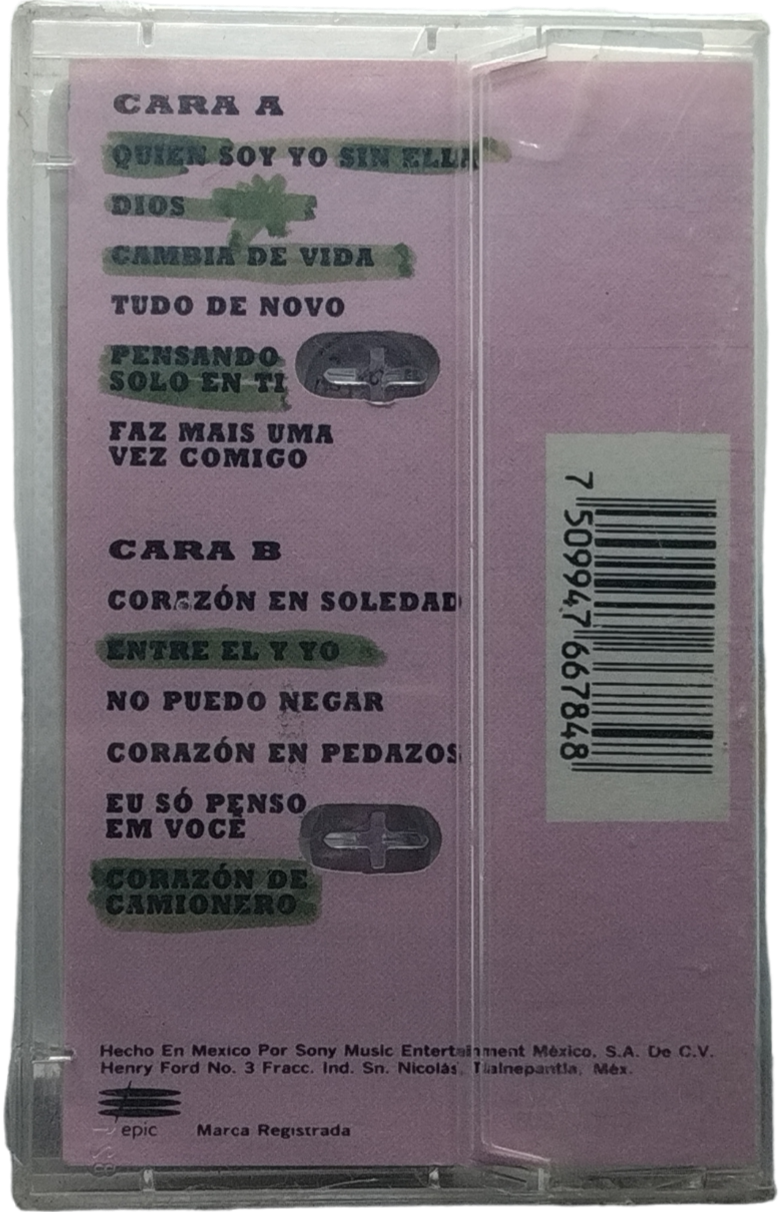 CARA A
QUIEN SOY YO SIN ELLA
DIOS
CAMBIA DE VIDA
TUDO DE NOVO
PENSANDO
SOLO EN TI
FAZ MAIS UMA
VEZ COMIGO
CARA B
CORAZÓN EN SOLEDAD
ENTRE EL Y YO
NO PUEDO NEGAR
CORAZÓN EN PEDAZOS
EU SÓ PENSO
EM VOCÊ
CORAZÓN DE
CAMIONERO
7 509947 667848
Hecho En Mexico Por Sony Music Entertainment México, S.A. De C.V.
Henry Ford No. 3 Fracc. Ind. Sn. Nicolás, Tlalnepantla, Méx.
epic Marca Registrada